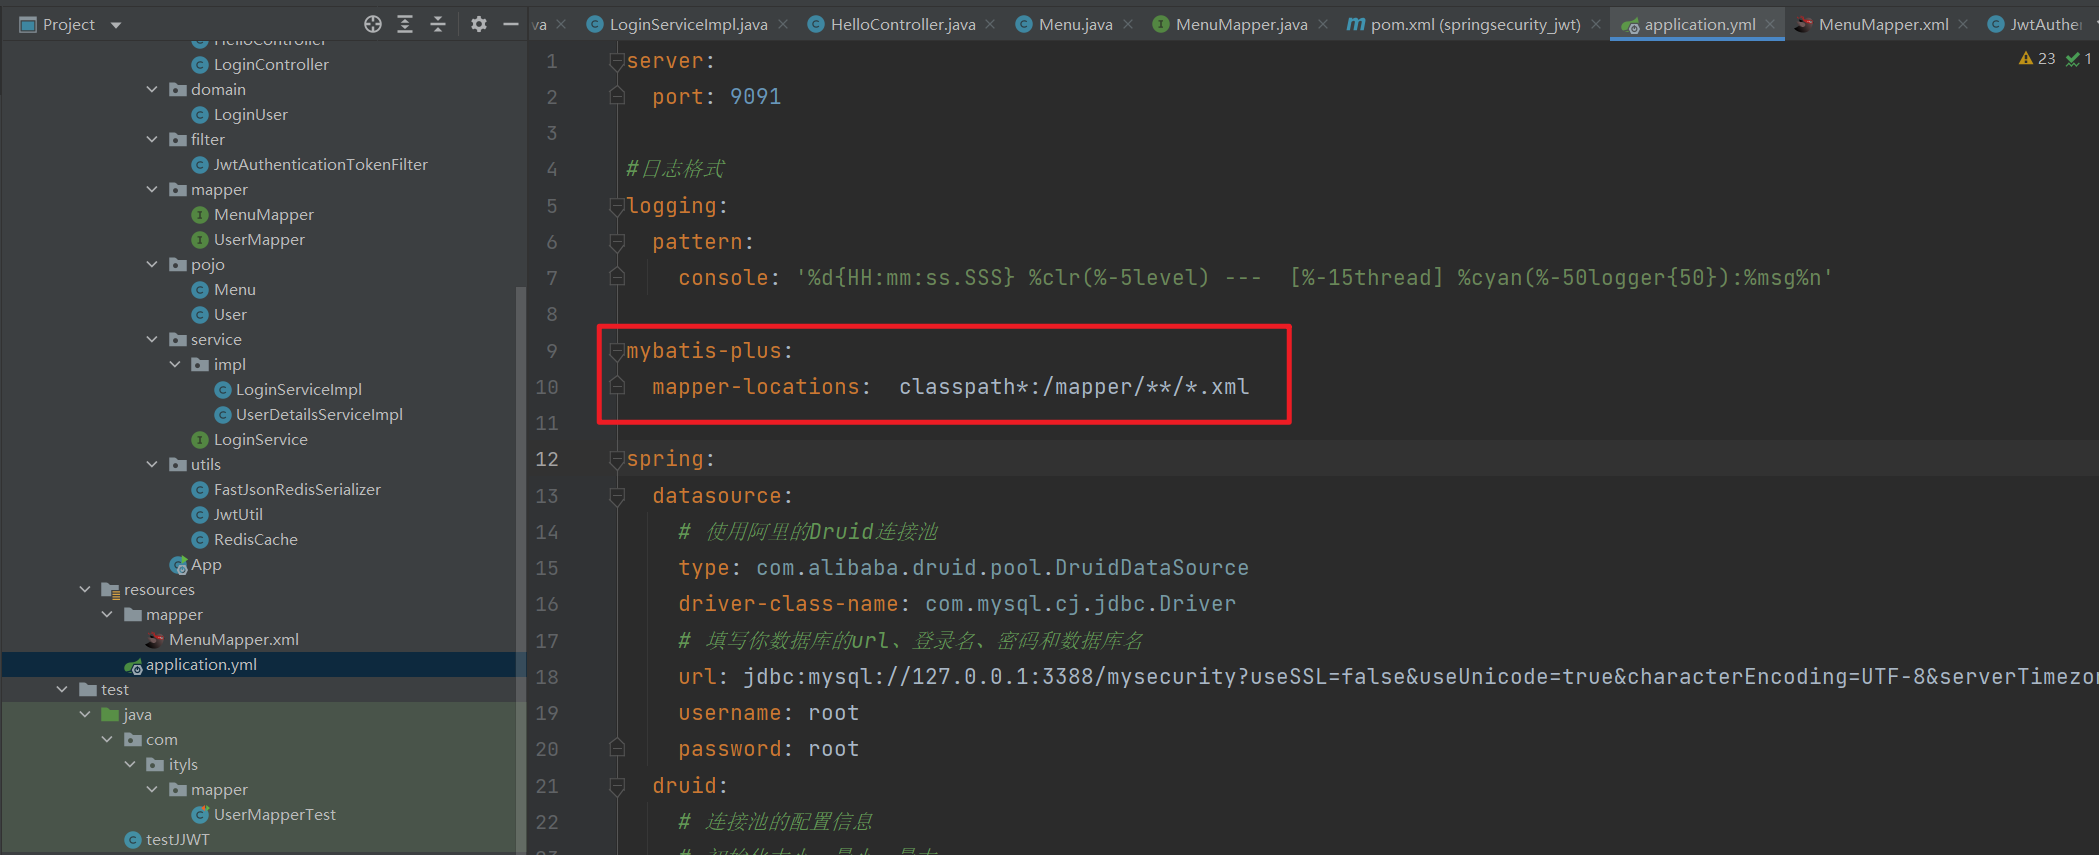 Project
va
LoginServiceImpl.java
HelloController.java
Menu.java
MenuMapper.java
pom.xml (springsecurity_jwt)
application.yml
MenuMapper.xml
JwtAuther
HelloController
LoginController
domain
LoginUser
filter
JwtAuthenticationTokenFilter
mapper
MenuMapper
UserMapper
pojo
Menu
User
service
impl
LoginServiceImpl
UserDetailsServiceImpl
LoginService
utils
FastJsonRedisSerializer
JwtUtil
RedisCache
App
resources
mapper
MenuMapper.xml
application.yml
test
java
com
ityls
mapper
UserMapperTest
testJJWT
23 1
1 server:
2 port: 9091
3
4 #日志格式
5 logging:
6 pattern:
7 console: '%d{HH:mm:ss.SSS} %clr(%-5level) --- [%-15thread] %cyan(%-50logger{50}):%msg%n'
8
9 mybatis-plus:
10 mapper-locations: classpath*:/mapper/**/*.xml
11
12 spring:
13 datasource:
14 # 使用阿里的Druid连接池
15 type: com.alibaba.druid.pool.DruidDataSource
16 driver-class-name: com.mysql.cj.jdbc.Driver
17 # 填写你数据库的url、登录名、密码和数据库名
18 url: jdbc:mysql://127.0.0.1:3388/mysecurity?useSSL=false&useUnicode=true&characterEncoding=UTF-8&serverTimezo
19 username: root
20 password: root
21 druid:
22 # 连接池的配置信息